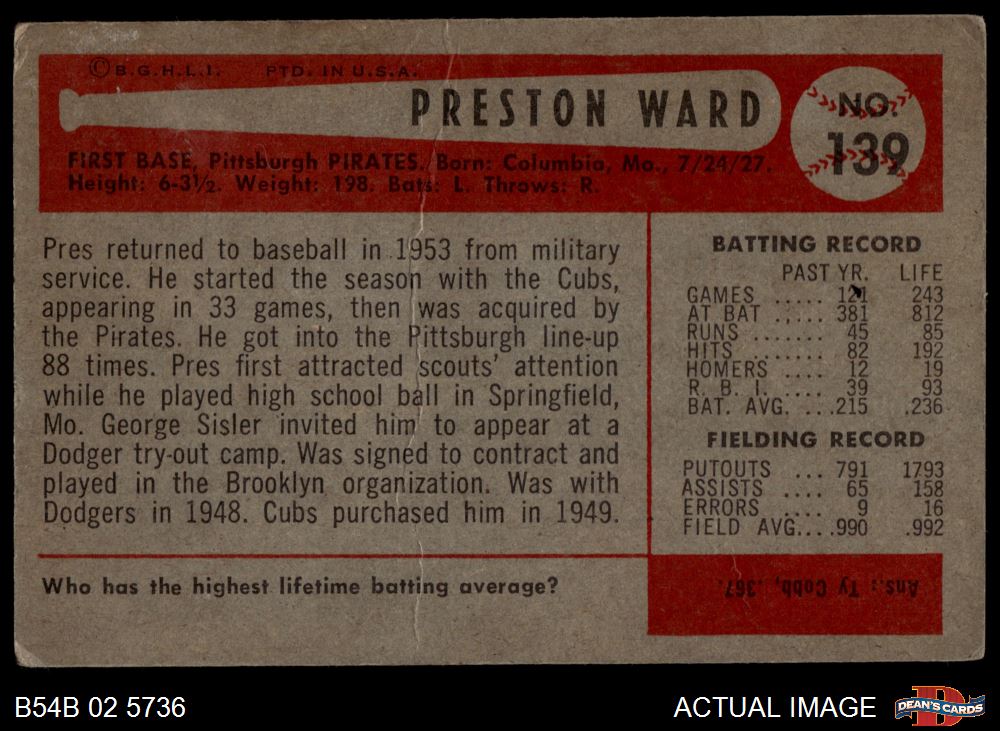 ©B.G.H.L.I. PTD. IN U.S.A.
PRESTON WARD
NO.
139
FIRST BASE, Pittsburgh PIRATES. Born: Columbia, Mo., 7/24/27.
Height: 6-3½. Weight: 198. Bats: L. Throws: R.
Pres returned to baseball in 1953 from military
service. He started the season with the Cubs,
appearing in 33 games, then was acquired by
the Pirates. He got into the Pittsburgh line-up
88 times. Pres first attracted scouts' attention
while he played high school ball in Springfield,
Mo. George Sisler invited him to appear at a
Dodger try-out camp. Was signed to contract and
played in the Brooklyn organization. Was with
Dodgers in 1948. Cubs purchased him in 1949.
BATTING RECORD
PAST YR. LIFE
GAMES ..... 121 243
AT BAT ..... 381 812
RUNS ....... 45 85
HITS ....... 82 192
HOMERS .... 12 19
R. B. I. .... 39 93
BAT. AVG. ...215 .236
FIELDING RECORD
PUTOUTS ... 791 1793
ASSISTS .... 65 158
ERRORS .... 9 16
FIELD AVG....990 .992
Who has the highest lifetime batting average?
Ans.: Ty Cobb, .367.
B54B 02 5736
ACTUAL IMAGE
D
DEAN'S CARDS